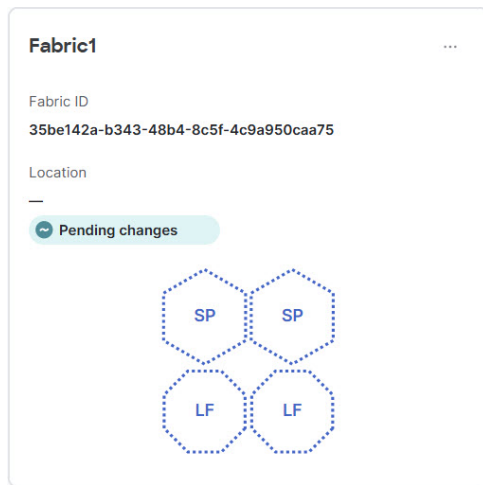 Fabric1
...
Fabric ID
35be142a-b343-48b4-8c5f-4c9a950caa75
Location
—
~ Pending changes
SP SP
LF LF